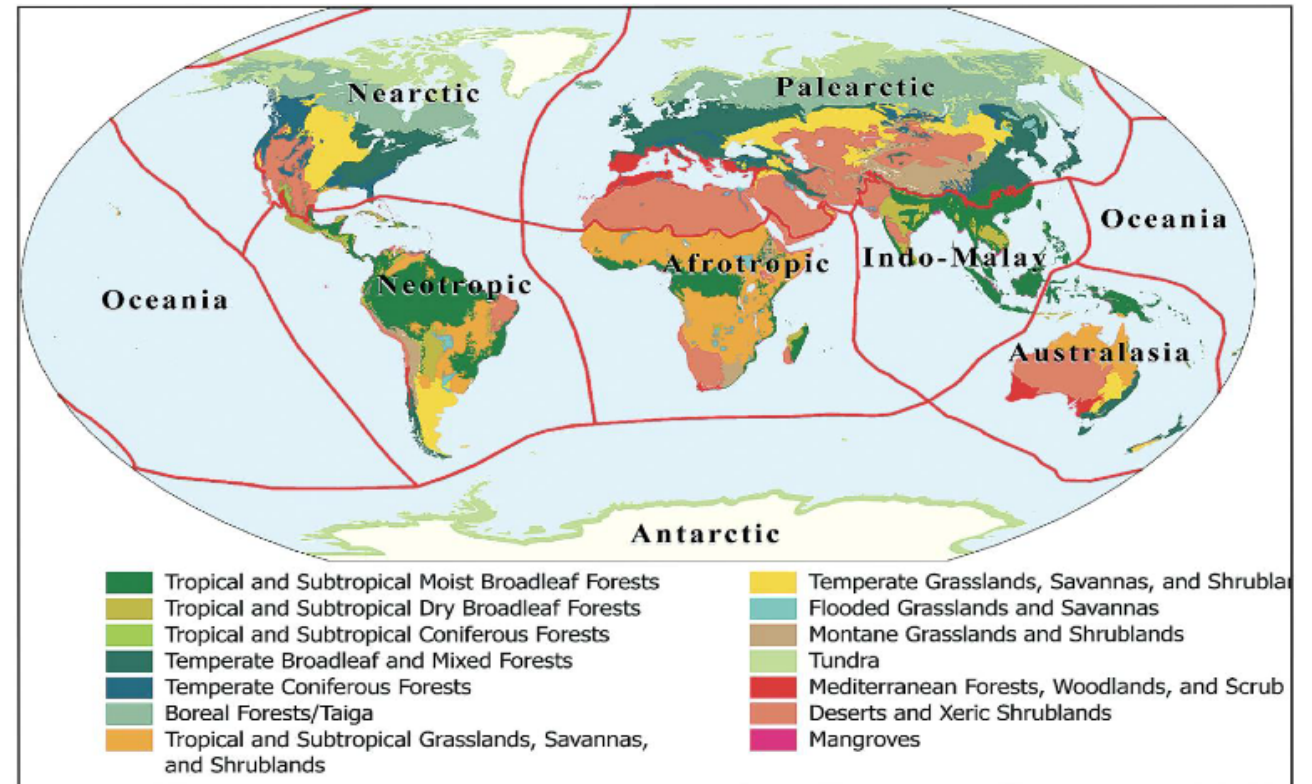 Nearctic
Palearctic
Oceania
Oceania
Neotropic
Afrotropic
Indo-Malay
Australasia
Antarctic
Tropical and Subtropical Moist Broadleaf Forests
Tropical and Subtropical Dry Broadleaf Forests
Tropical and Subtropical Coniferous Forests
Temperate Broadleaf and Mixed Forests
Temperate Coniferous Forests
Boreal Forests/Taiga
Tropical and Subtropical Grasslands, Savannas,
and Shrublands
Temperate Grasslands, Savannas, and Shrublan
Flooded Grasslands and Savannas
Montane Grasslands and Shrublands
Tundra
Mediterranean Forests, Woodlands, and Scrub
Deserts and Xeric Shrublands
Mangroves